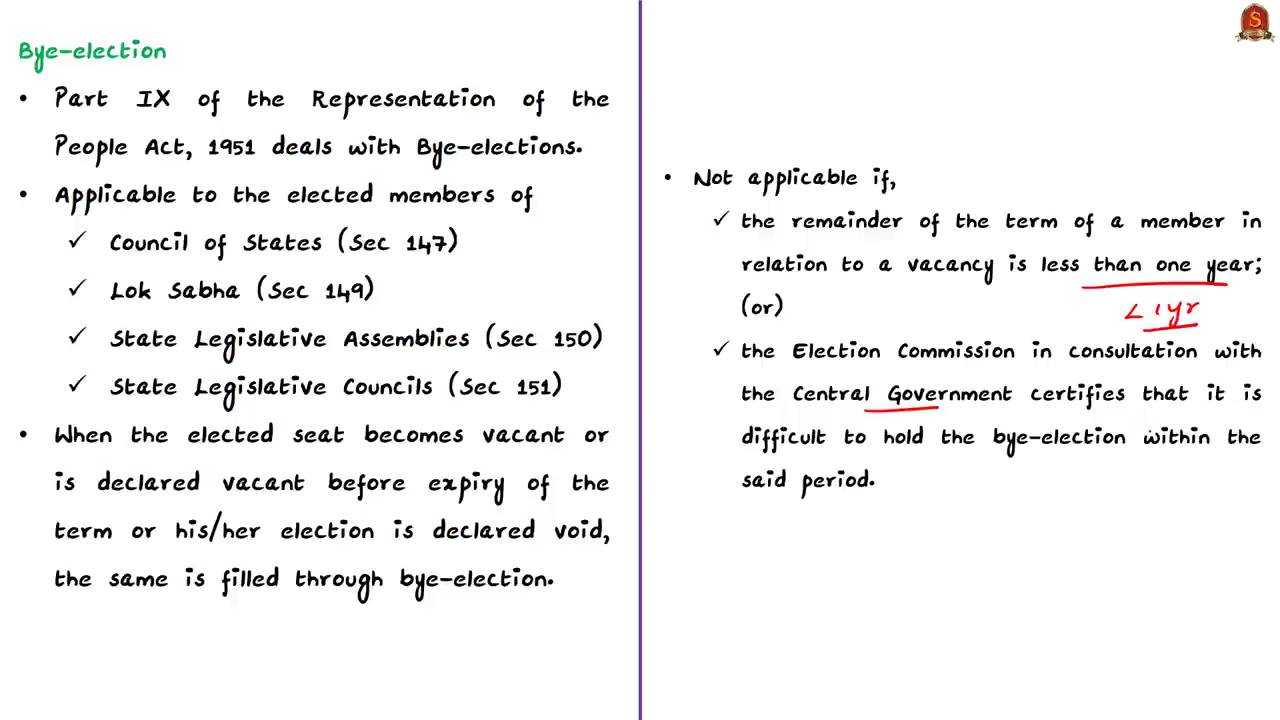 Bye-election
• Part IX of the Representation of the
People Act, 1951 deals with Bye-elections.
• Applicable to the elected members of
✓ Council of States (Sec 147)
✓ Lok Sabha (Sec 149)
✓ State Legislative Assemblies (Sec 150)
✓ State Legislative Councils (Sec 151)
• When the elected seat becomes vacant or
is declared vacant before expiry of the
term or his/her election is declared void,
the same is filled through bye-election.
S
• Not applicable if,
✓ the remainder of the term of a member in
relation to a vacancy is less than one year;
(or)
< 1yr
✓ the Election Commission in consultation with
the Central Government certifies that it is
difficult to hold the bye-election within the
said period.